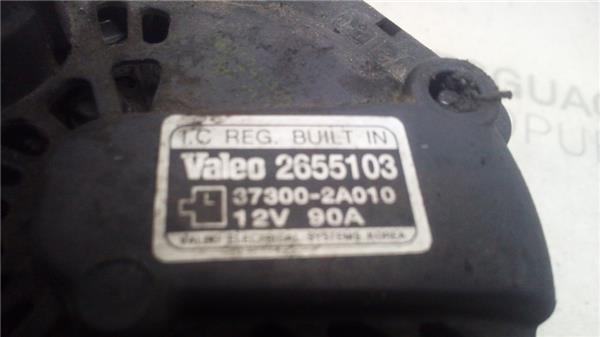 I.C REG. BUILT IN
Valeo 2655103
37300-2A010
12V 90A
VALEO ELECTRICAL SYSTEMS KOREA